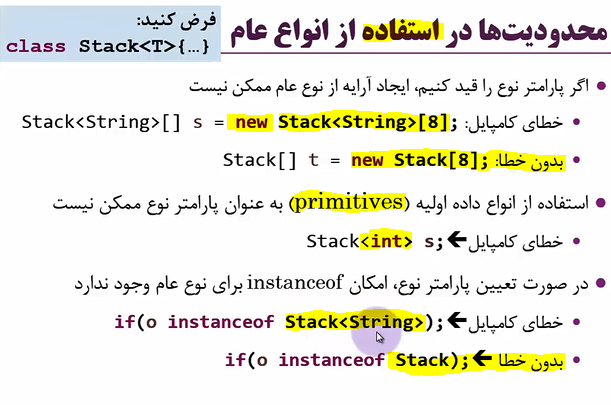 محدودیت‌ها در استفاده از انواع عام
فرض کنید:
class Stack<T>{…}
• اگر پارامتر نوع را قید کنیم، ایجاد آرایه از نوع عام ممکن نیست
• خطای کامپایل: Stack<String>[] s = new Stack<String>[8];
• بدون خطا: Stack[] t = new Stack[8];
• استفاده از انواع داده اولیه (primitives) به عنوان پارامتر نوع ممکن نیست
• خطای کامپایل← Stack<int> s;
• در صورت تعیین پارامتر نوع، امکان instanceof برای نوع عام وجود ندارد
• خطای کامپایل← if(o instanceof Stack<String>);
• بدون خطا← if(o instanceof Stack);